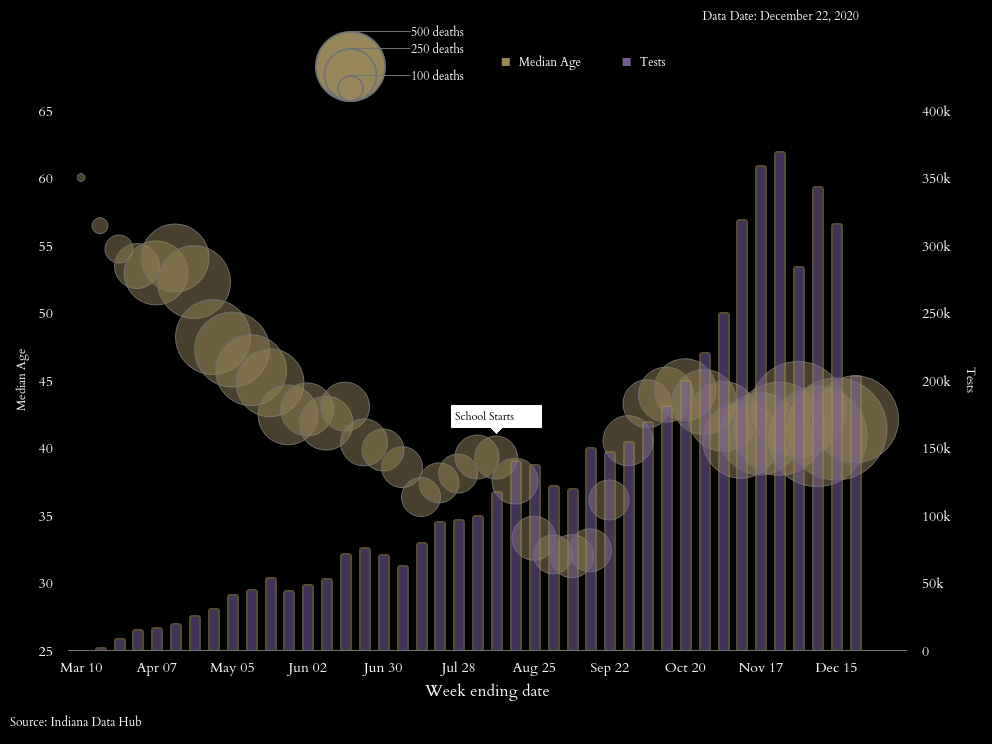 Data Date: December 22, 2020
500 deaths
250 deaths
100 deaths
Median Age
Tests
65
60
55
50
45
40
35
30
25
Median Age
400k
350k
300k
250k
200k
150k
100k
50k
0
Tests
School Starts
Mar 10 Apr 07 May 05 Jun 02 Jun 30 Jul 28 Aug 25 Sep 22 Oct 20 Nov 17 Dec 15
Week ending date
Source: Indiana Data Hub